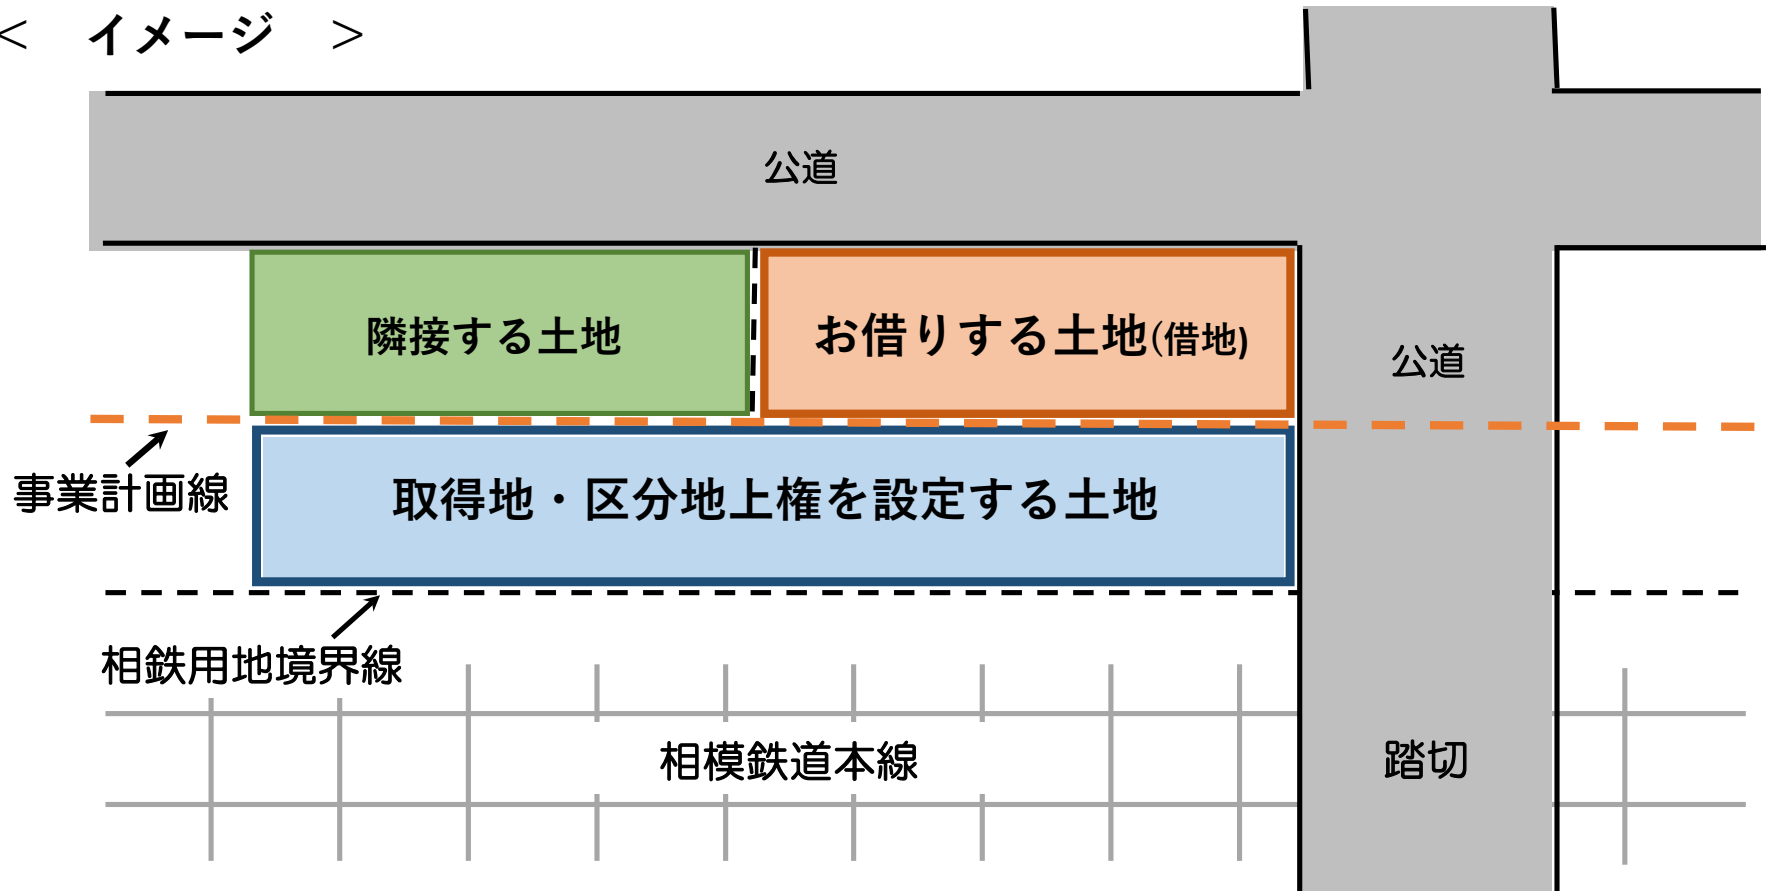 ＜　イメージ　＞
公道
隣接する土地
お借りする土地(借地)
公道
事業計画線
取得地・区分地上権を設定する土地
相鉄用地境界線
相模鉄道本線
踏切